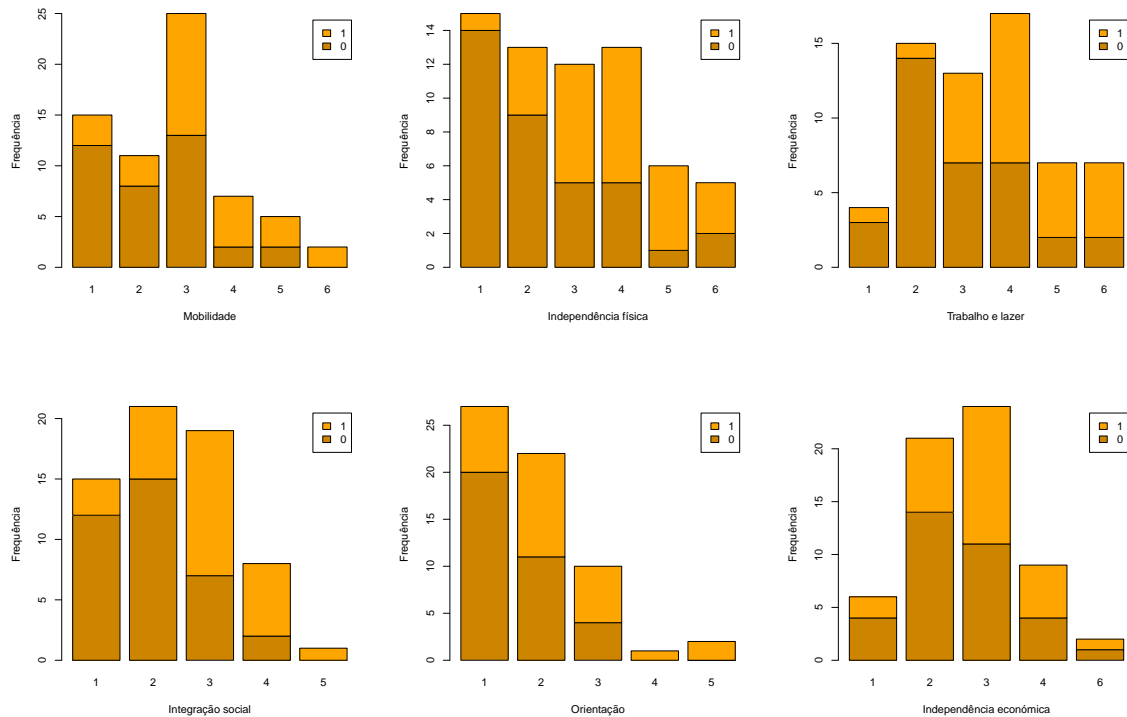 Frequência
0
5
10
15
20
25
1
0
1 2 3 4 5 6
Mobilidade
Frequência
0
2
4
6
8
10
12
14
1
0
1 2 3 4 5 6
Independência física
Frequência
0
5
10
15
1
0
1 2 3 4 5 6
Trabalho e lazer
Frequência
0
5
10
15
20
1
0
1 2 3 4 5
Integração social
Frequência
0
5
10
15
20
25
1
0
1 2 3 4 5
Orientação
Frequência
0
5
10
15
20
1
0
1 2 3 4 6
Independência económica